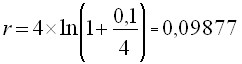 r = 4 × ln(1 + 0,1/4) = 0,09877